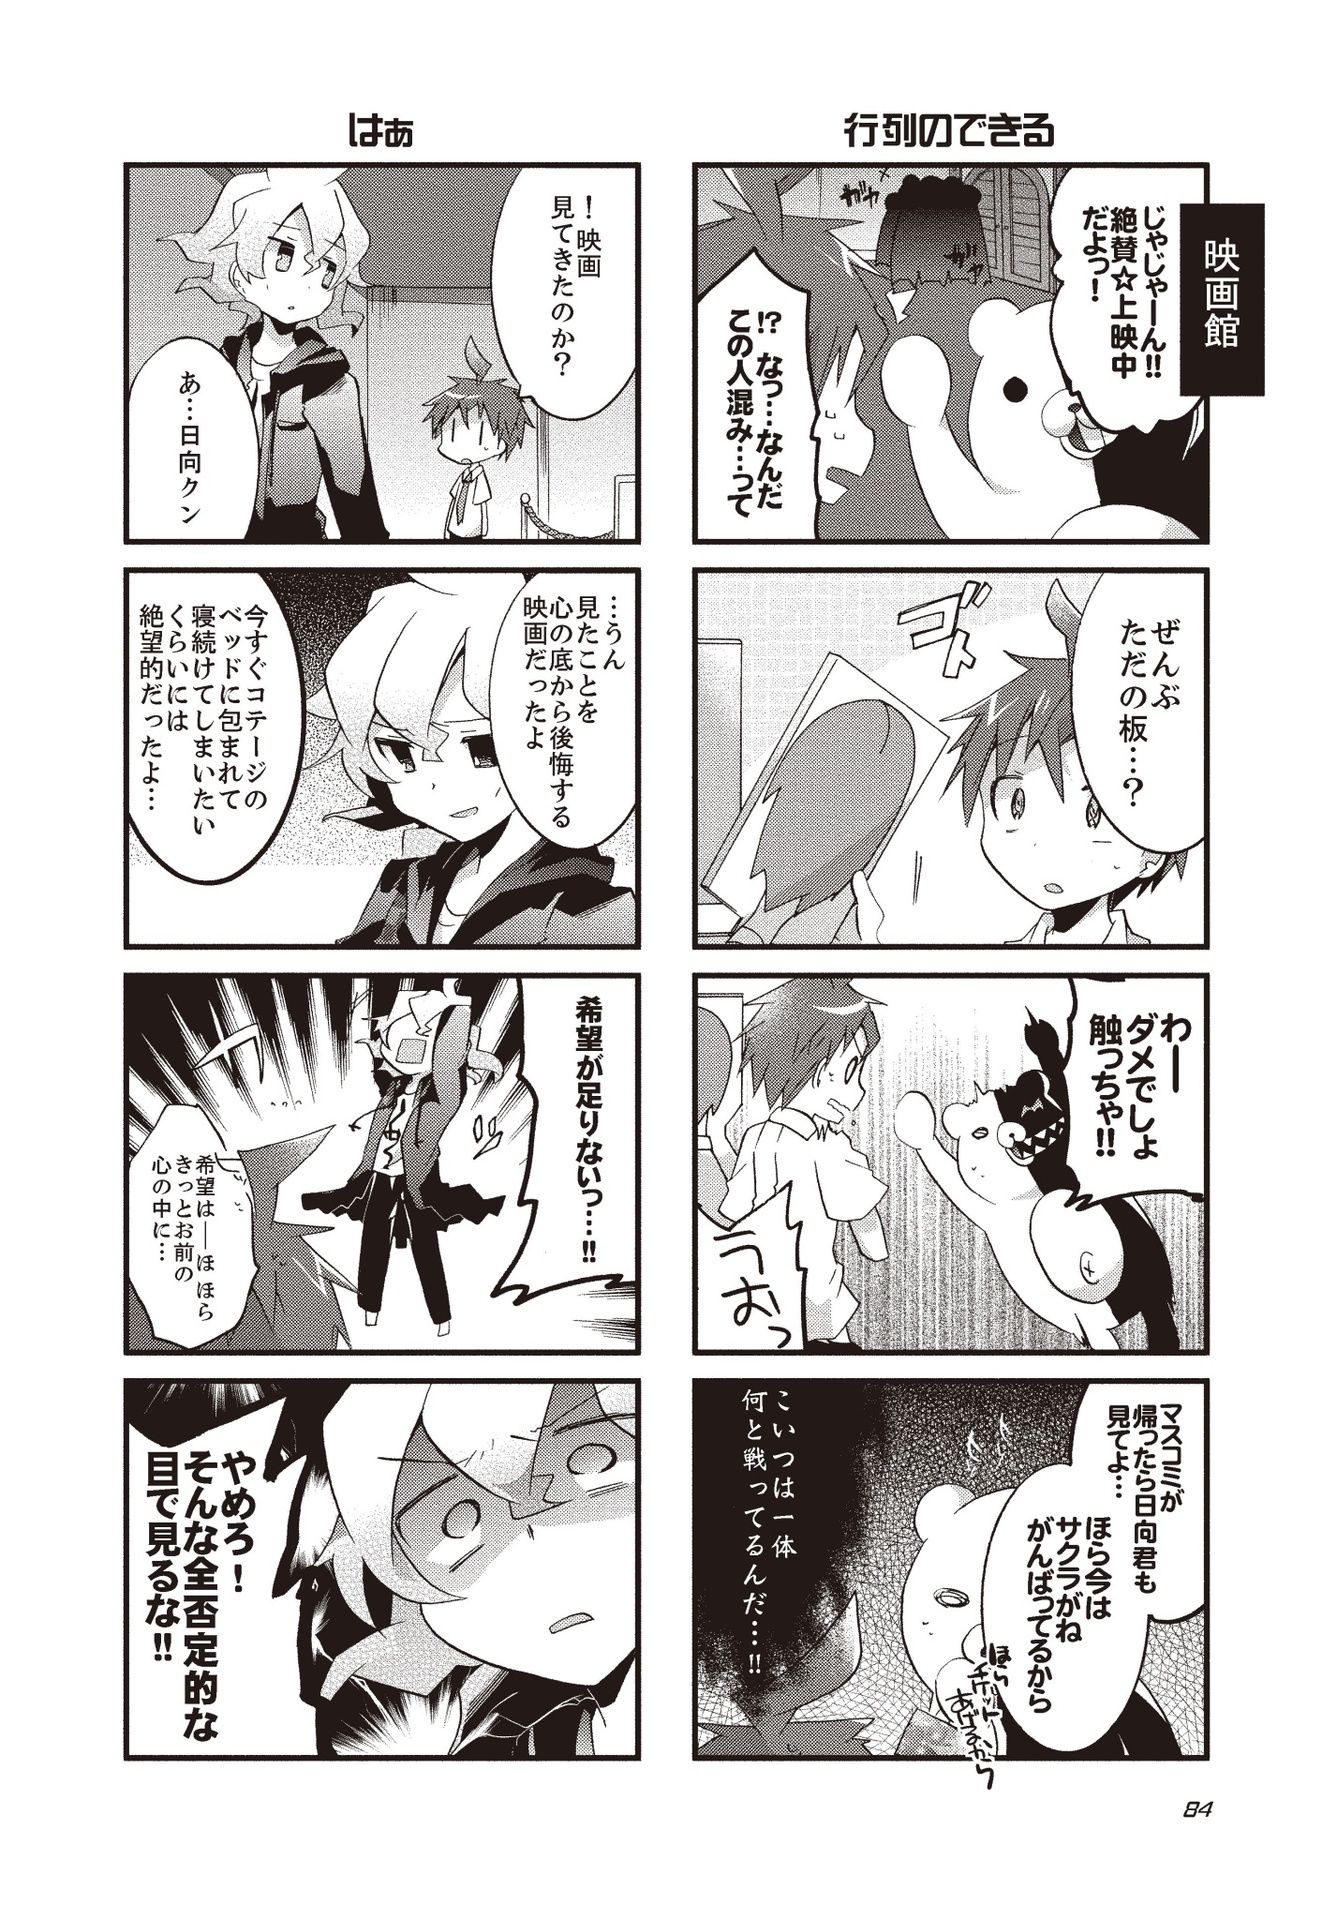 映画館
行列のできる
じゃじゃーん!!
絶賛☆上映中
だよっ!
ガヤ
ガヤ
!? なっ…なんだ
この人混み…って
ぜんぶ
ただの板…?
ゴト
わー
ダメでしょ
触っちゃ!!
うおっ
マスコミが
帰ったら日向君も
見てよ…
ほら今は
サクラがね
がんばってるから
ほら
チケット
あげるから
こいつは一体
何と戦ってるんだ…!!
はぁ
!映画
見てきたのか?
あ…日向クン
…うん
見たことを
心の底から後悔する
映画だったよ
今すぐコテージの
ベッドに包まれて
寝続けてしまいたい
くらいには
絶望的だったよ…
希望が足りないっ…!!
希望は──ほ ほら
きっとお前の
心の中に…
やめろ!
そんな全否定的な
目で見るな!!
84